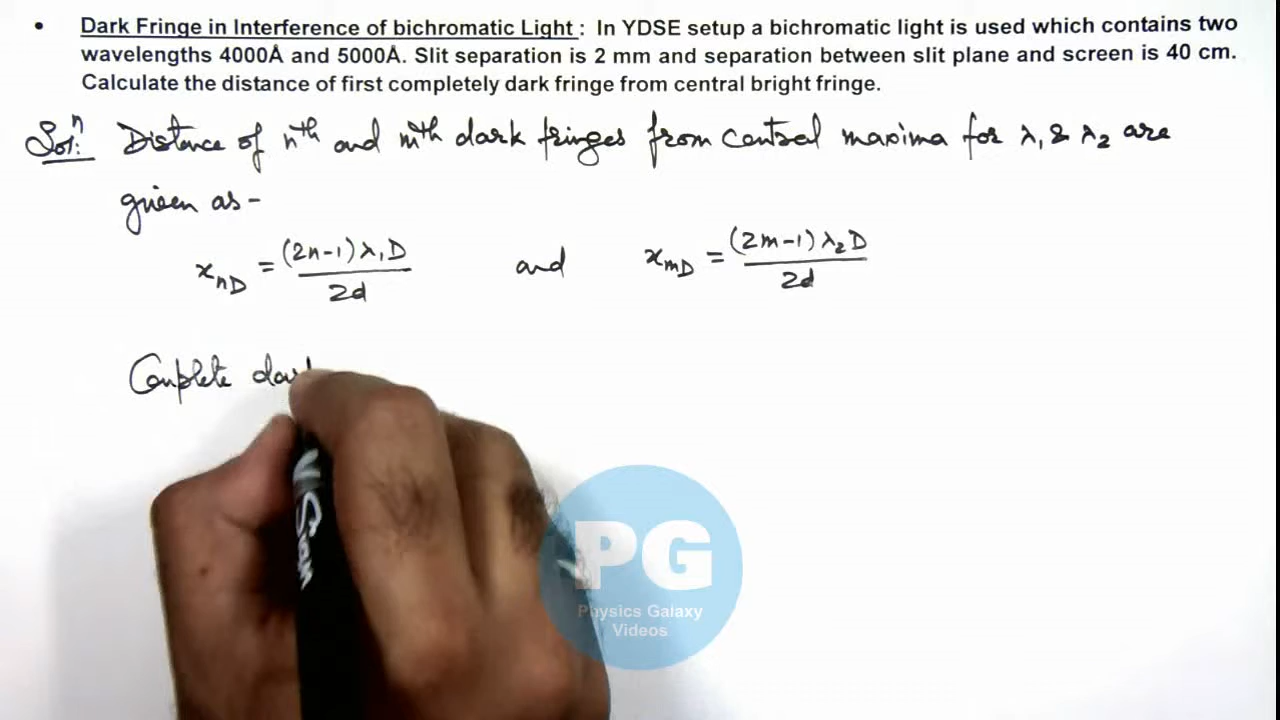 • Dark Fringe in Interference of bichromatic Light : In YDSE setup a bichromatic light is used which contains two
wavelengths 4000Å and 5000Å. Slit separation is 2 mm and separation between slit plane and screen is 40 cm.
Calculate the distance of first completely dark fringe from central bright fringe.
Solⁿ: Distance of nth and mth dark fringes from central maxima for λ₁ & λ₂ are
given as -
x_nD = (2n-1) λ₁ D / 2d and x_mD = (2m-1) λ₂ D / 2d
Complete
PG
Physics Galaxy
Videos